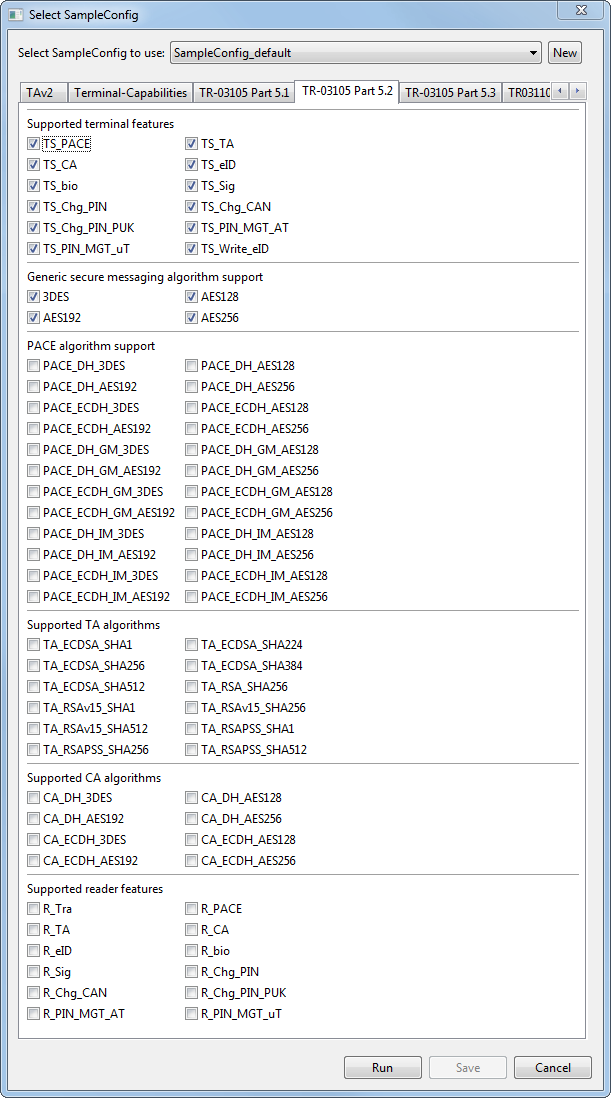 Select SampleConfig
Select SampleConfig to use: SampleConfig_default New
TAv2 Terminal-Capabilities TR-03105 Part 5.1 TR-03105 Part 5.2 TR-03105 Part 5.3 TR0311
Supported terminal features
TS_PACE TS_TA
TS_CA TS_eID
TS_bio TS_Sig
TS_Chg_PIN TS_Chg_CAN
TS_Chg_PIN_PUK TS_PIN_MGT_AT
TS_PIN_MGT_uT TS_Write_eID
Generic secure messaging algorithm support
3DES AES128
AES192 AES256
PACE algorithm support
PACE_DH_3DES PACE_DH_AES128
PACE_DH_AES192 PACE_DH_AES256
PACE_ECDH_3DES PACE_ECDH_AES128
PACE_ECDH_AES192 PACE_ECDH_AES256
PACE_DH_GM_3DES PACE_DH_GM_AES128
PACE_DH_GM_AES192 PACE_DH_GM_AES256
PACE_ECDH_GM_3DES PACE_ECDH_GM_AES128
PACE_ECDH_GM_AES192 PACE_ECDH_GM_AES256
PACE_DH_IM_3DES PACE_DH_IM_AES128
PACE_DH_IM_AES192 PACE_DH_IM_AES256
PACE_ECDH_IM_3DES PACE_ECDH_IM_AES128
PACE_ECDH_IM_AES192 PACE_ECDH_IM_AES256
Supported TA algorithms
TA_ECDSA_SHA1 TA_ECDSA_SHA224
TA_ECDSA_SHA256 TA_ECDSA_SHA384
TA_ECDSA_SHA512 TA_RSA_SHA256
TA_RSAv15_SHA1 TA_RSAv15_SHA256
TA_RSAv15_SHA512 TA_RSAPSS_SHA1
TA_RSAPSS_SHA256 TA_RSAPSS_SHA512
Supported CA algorithms
CA_DH_3DES CA_DH_AES128
CA_DH_AES192 CA_DH_AES256
CA_ECDH_3DES CA_ECDH_AES128
CA_ECDH_AES192 CA_ECDH_AES256
Supported reader features
R_Tra R_PACE
R_TA R_CA
R_eID R_bio
R_Sig R_Chg_PIN
R_Chg_CAN R_Chg_PIN_PUK
R_PIN_MGT_AT R_PIN_MGT_uT
Run Save Cancel